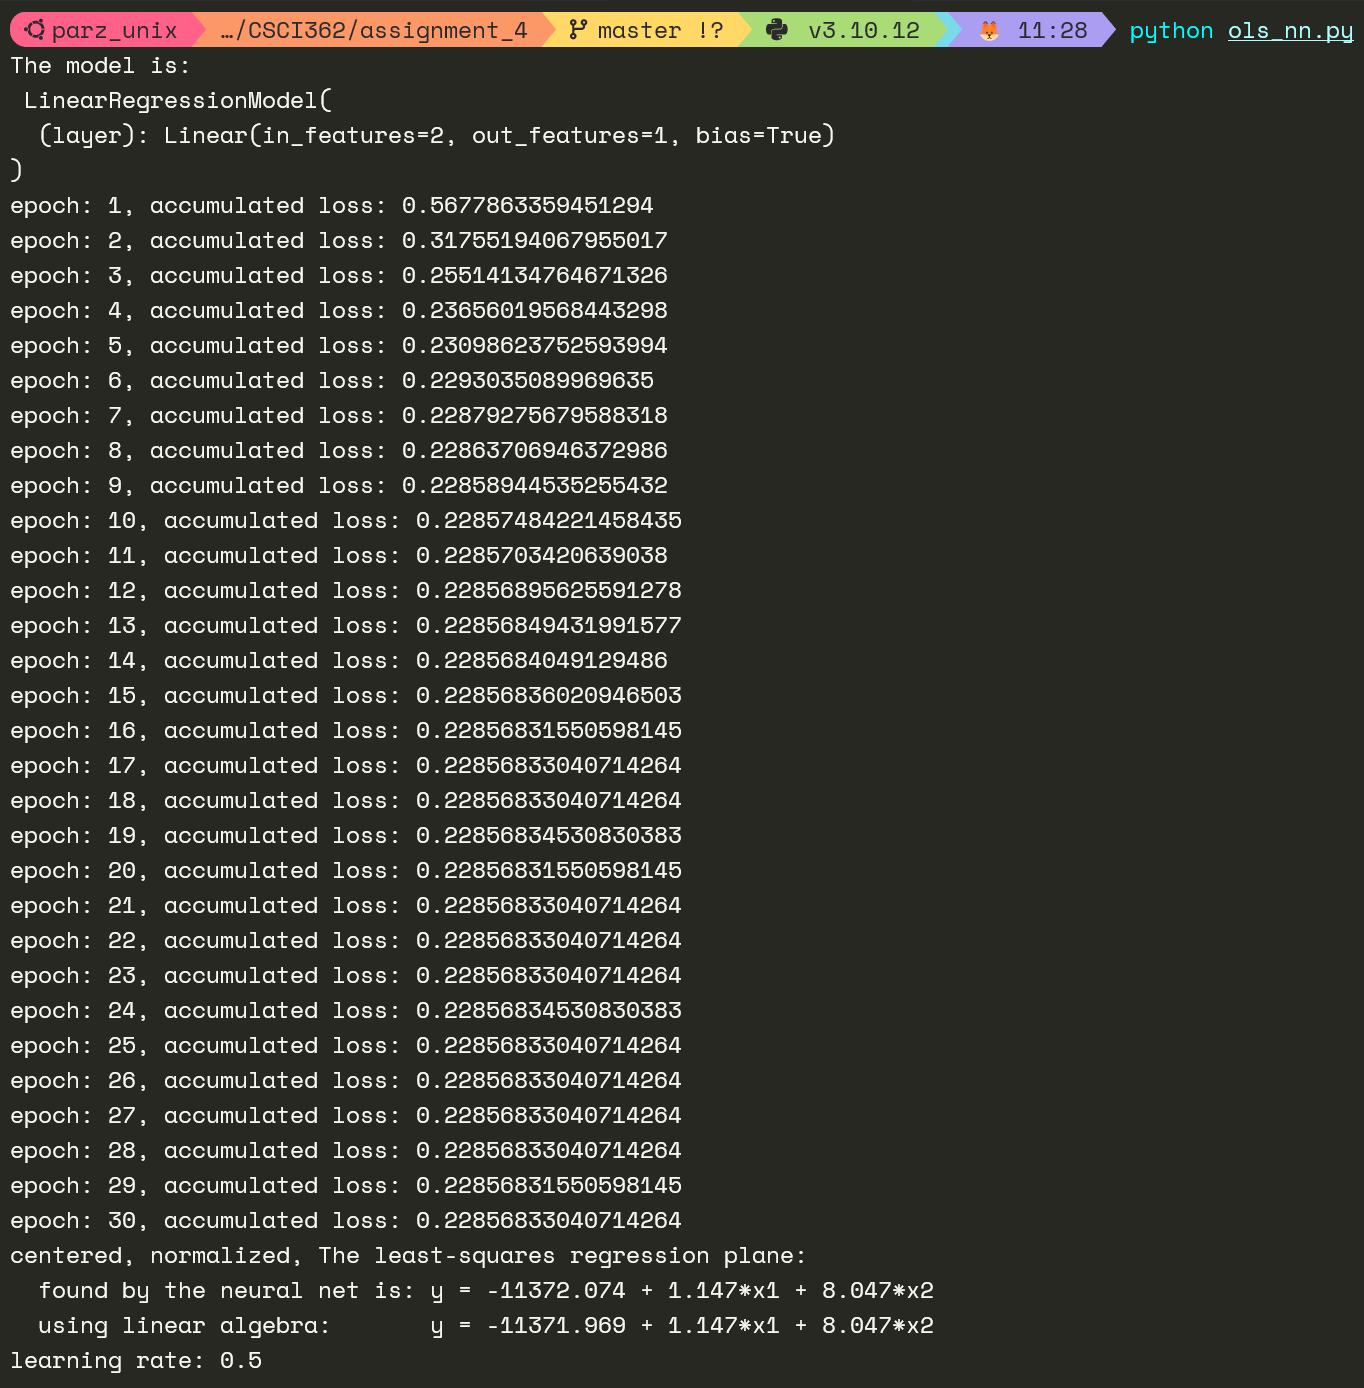 parz_unix …/CSCI362/assignment_4 master !? v3.10.12 11:28 python ols_nn.py
The model is:
LinearRegressionModel(
(layer): Linear(in_features=2, out_features=1, bias=True)
)
epoch: 1, accumulated loss: 0.5677863359451294
epoch: 2, accumulated loss: 0.31755194067955017
epoch: 3, accumulated loss: 0.25514134764671326
epoch: 4, accumulated loss: 0.23656019568443298
epoch: 5, accumulated loss: 0.23098623752593994
epoch: 6, accumulated loss: 0.2293035089969635
epoch: 7, accumulated loss: 0.22879275679588318
epoch: 8, accumulated loss: 0.22863706946372986
epoch: 9, accumulated loss: 0.22858944535255432
epoch: 10, accumulated loss: 0.22857484221458435
epoch: 11, accumulated loss: 0.2285703420639038
epoch: 12, accumulated loss: 0.22856895625591278
epoch: 13, accumulated loss: 0.22856849431991577
epoch: 14, accumulated loss: 0.2285684049129486
epoch: 15, accumulated loss: 0.22856836020946503
epoch: 16, accumulated loss: 0.22856831550598145
epoch: 17, accumulated loss: 0.22856833040714264
epoch: 18, accumulated loss: 0.22856833040714264
epoch: 19, accumulated loss: 0.22856834530830383
epoch: 20, accumulated loss: 0.22856831550598145
epoch: 21, accumulated loss: 0.22856833040714264
epoch: 22, accumulated loss: 0.22856833040714264
epoch: 23, accumulated loss: 0.22856833040714264
epoch: 24, accumulated loss: 0.22856834530830383
epoch: 25, accumulated loss: 0.22856833040714264
epoch: 26, accumulated loss: 0.22856833040714264
epoch: 27, accumulated loss: 0.22856833040714264
epoch: 28, accumulated loss: 0.22856833040714264
epoch: 29, accumulated loss: 0.22856831550598145
epoch: 30, accumulated loss: 0.22856833040714264
centered, normalized, The least-squares regression plane:
found by the neural net is: y = -11372.074 + 1.147*x1 + 8.047*x2
using linear algebra: y = -11371.969 + 1.147*x1 + 8.047*x2
learning rate: 0.5